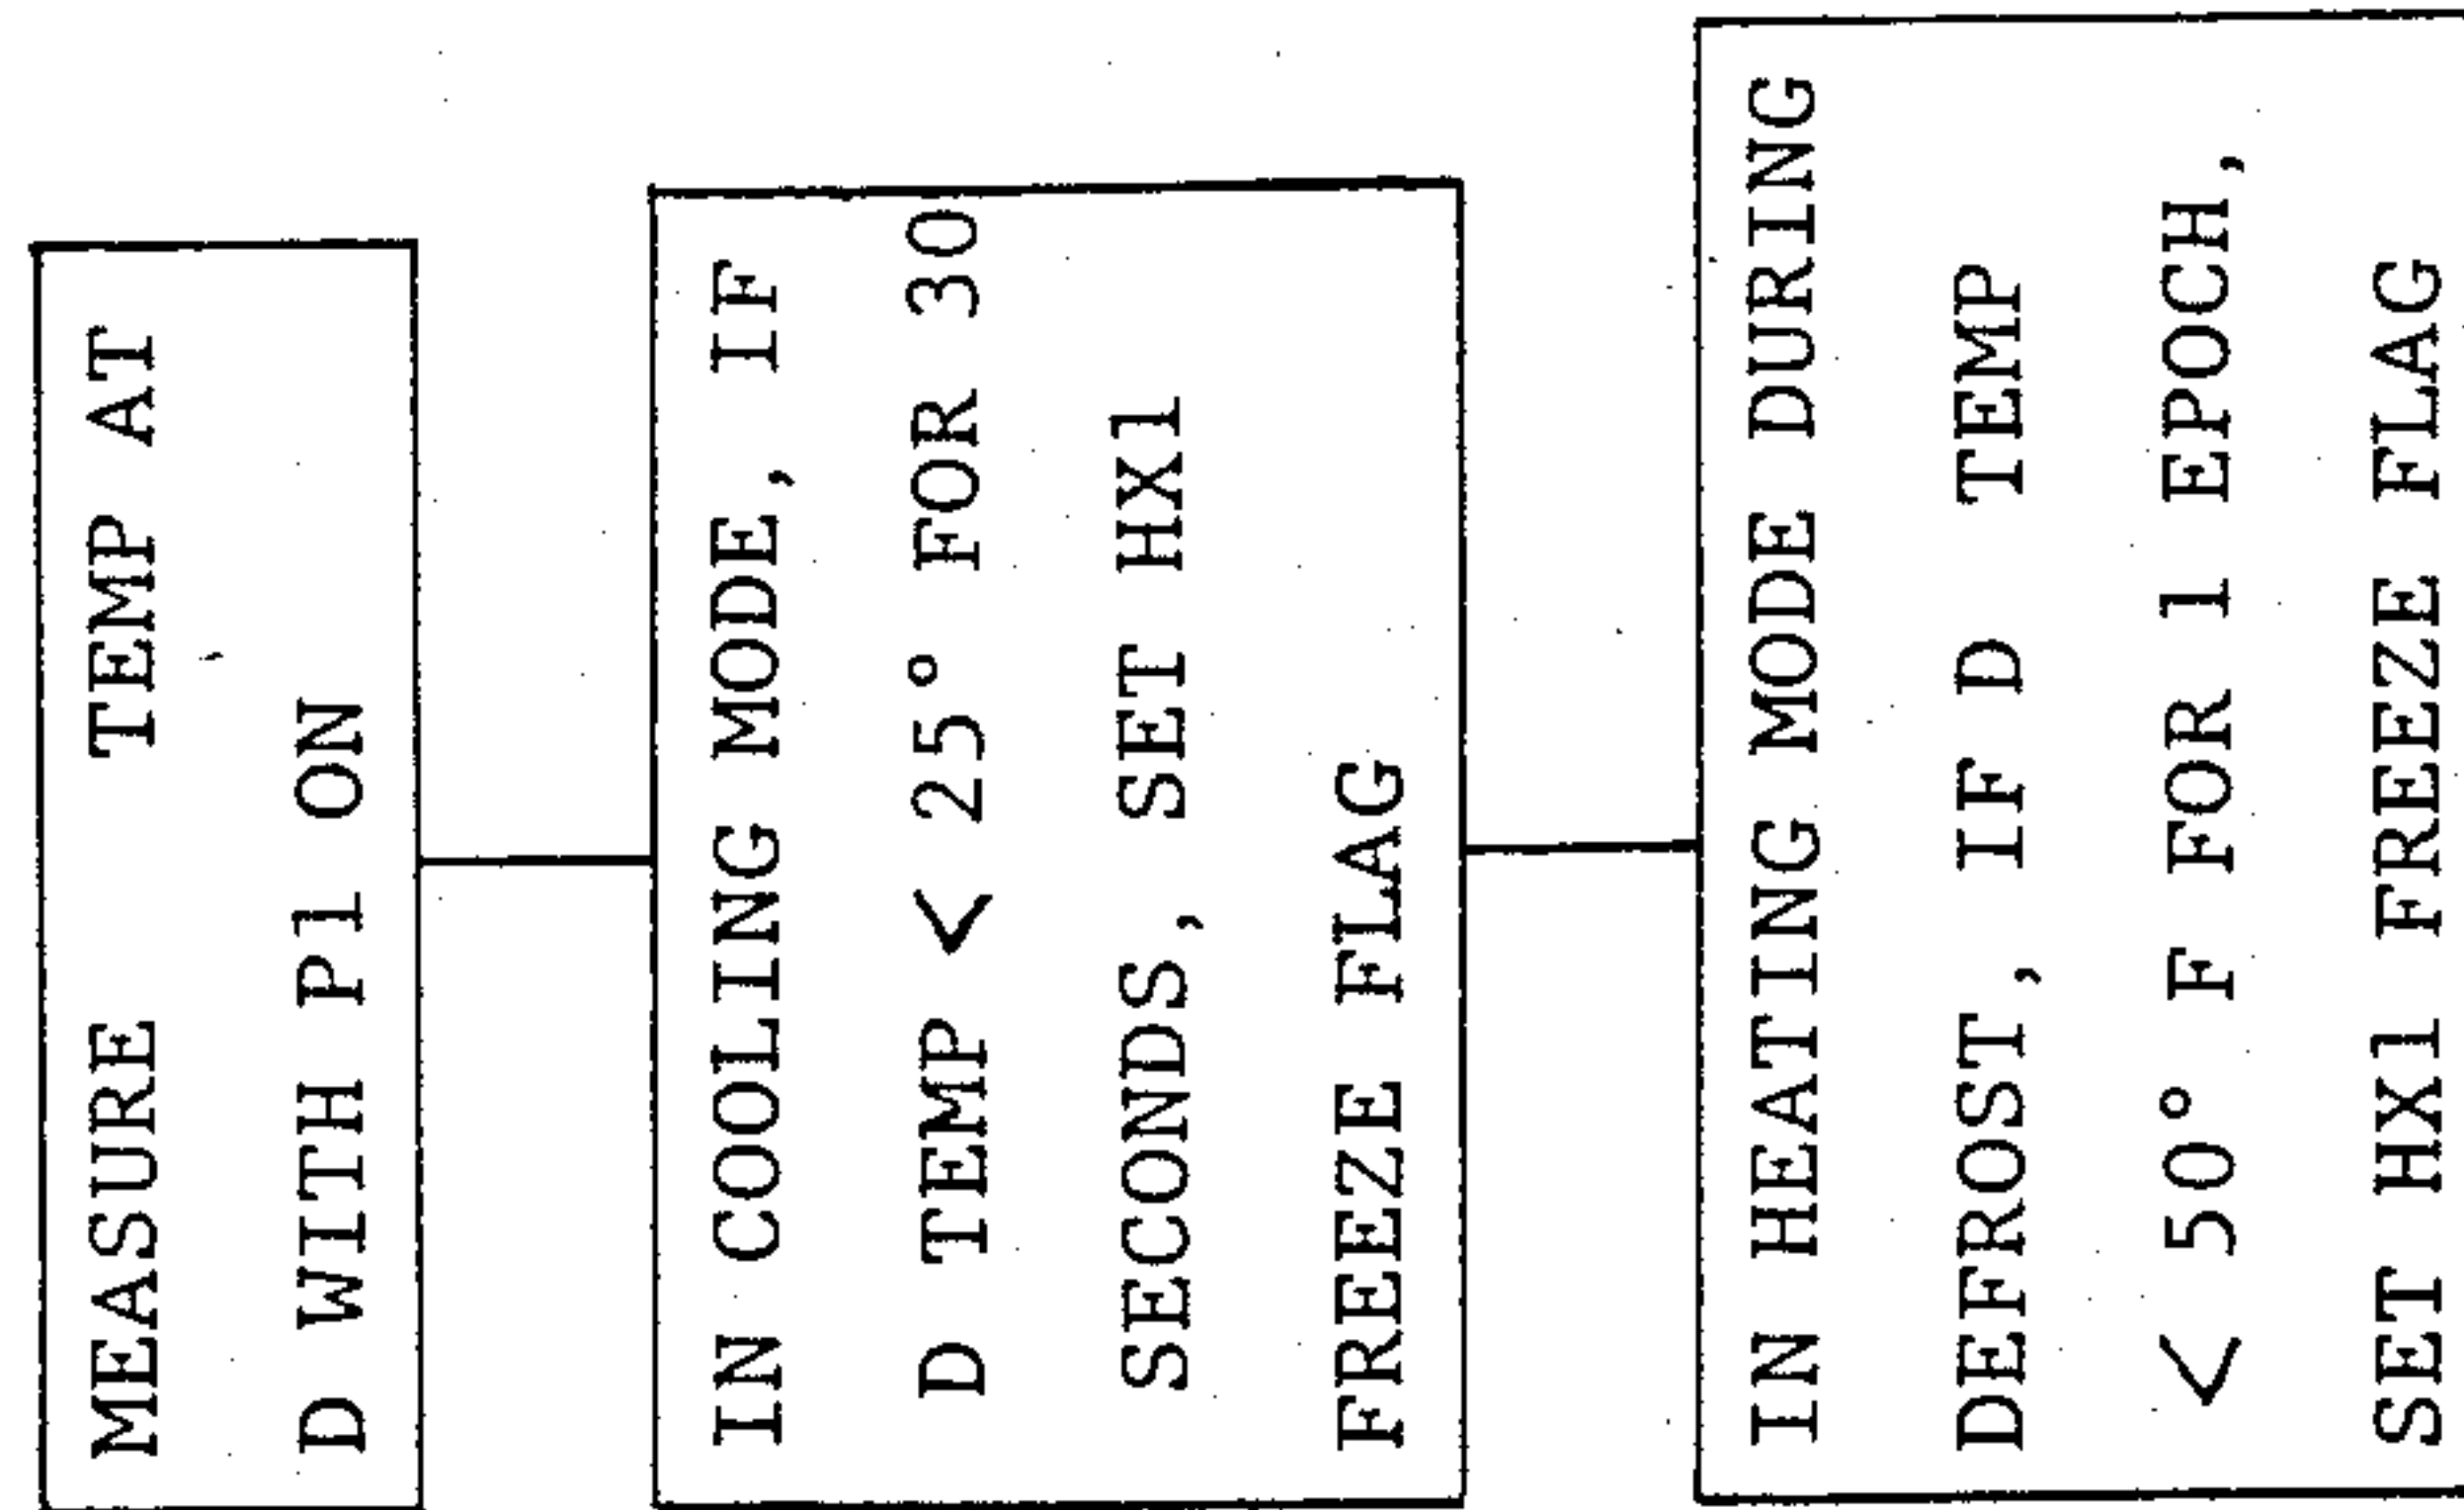 MEASURE TEMP AT
D WITH P1 ON
IN COOLING MODE, IF
D TEMP < 25° FOR 30
SECONDS, SET HX1
FREEZE FLAG
IN HEATING MODE DURING
DEFROST, IF D TEMP
< 50° F FOR 1 EPOCH,
SET HX1 FREEZE FLAG